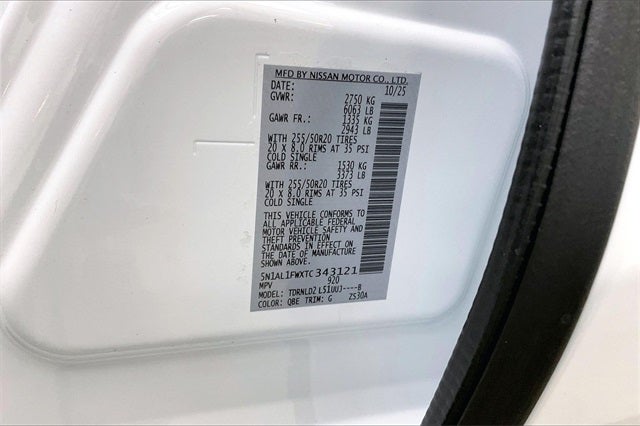 MFD BY NISSAN MOTOR CO., LTD.
DATE: 10/25
GVWR: 2750 KG
6063 LB
GAWR FR.: 1335 KG
2943 LB
WITH 255/50R20 TIRES
20 X 8.0 RIMS AT 35 PSI
COLD SINGLE
GAWR RR.: 1530 KG
3373 LB
WITH 255/50R20 TIRES
20 X 8.0 RIMS AT 35 PSI
COLD SINGLE
THIS VEHICLE CONFORMS TO
ALL APPLICABLE FEDERAL
MOTOR VEHICLE SAFETY AND
THEFT PREVENTION
STANDARDS IN EFFECT ON THE
DATE OF MANUFACTURE
SHOWN ABOVE.
5N1AL1FWXTC343121
MPV 920
MODEL: TDRNLDZ L51UUJ----B
COLOR: QBE TRIM: G ZS30A